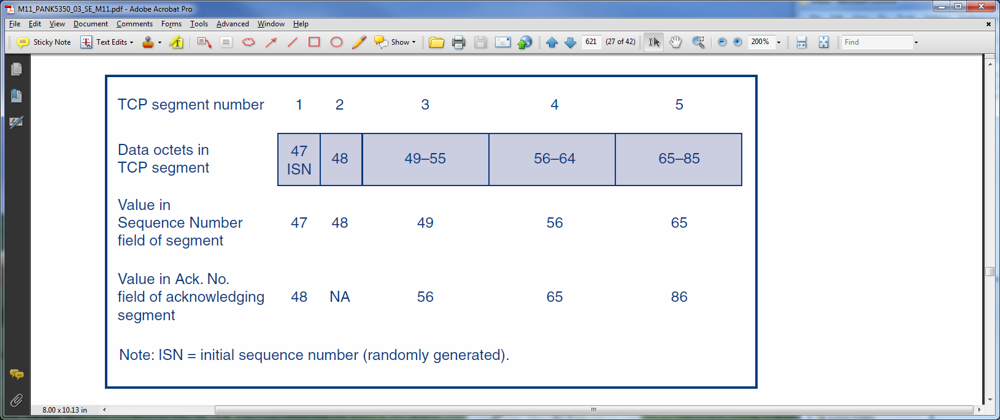 M11_PANK5350_03_SE_M11.pdf - Adobe Acrobat Pro
File Edit View Document Comments Forms Tools Advanced Window Help
Sticky Note Text Edits Show 621 (27 of 42) 200% Find
TCP segment number 1 2 3 4 5
Data octets in
TCP segment
47
ISN
48 49–55 56–64 65–85
Value in
Sequence Number
field of segment
47 48 49 56 65
Value in Ack. No.
field of acknowledging
segment
48 NA 56 65 86
Note: ISN = initial sequence number (randomly generated).
8.00 x 10.13 in